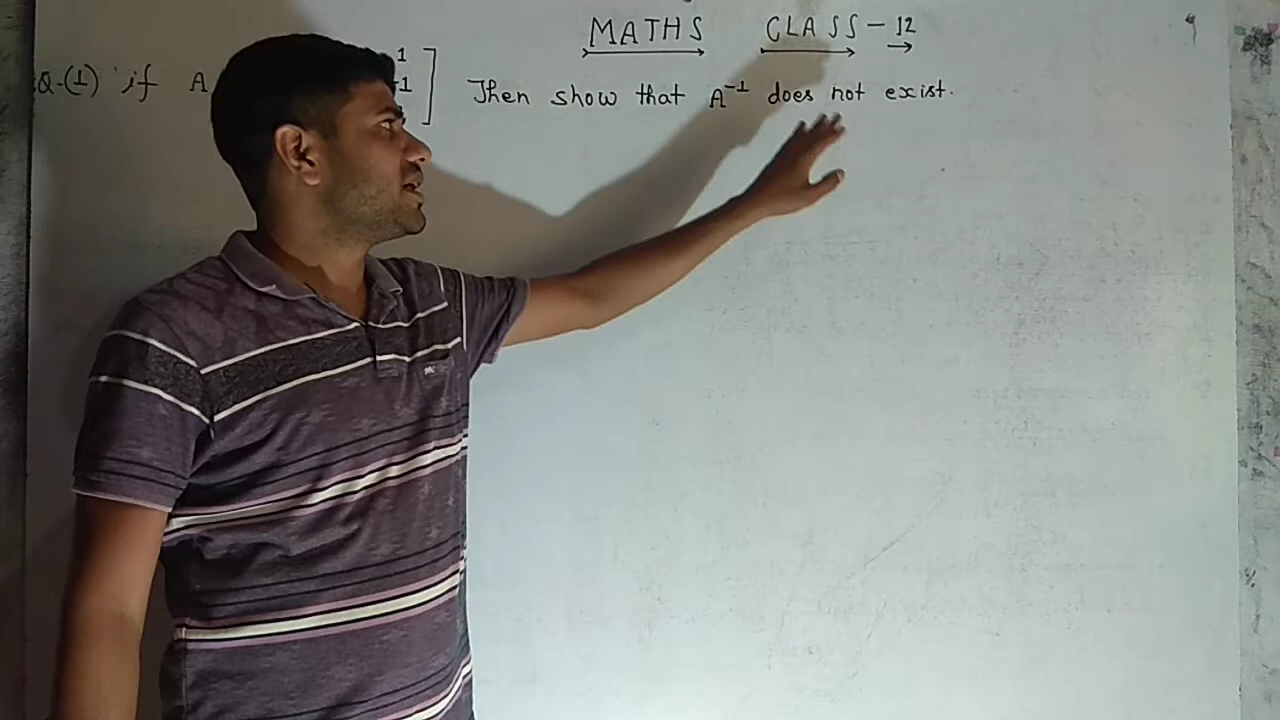 MATHS CLASS - 12
Q.(1) if A 1
-1 ] Then show that A⁻¹ does not exist.